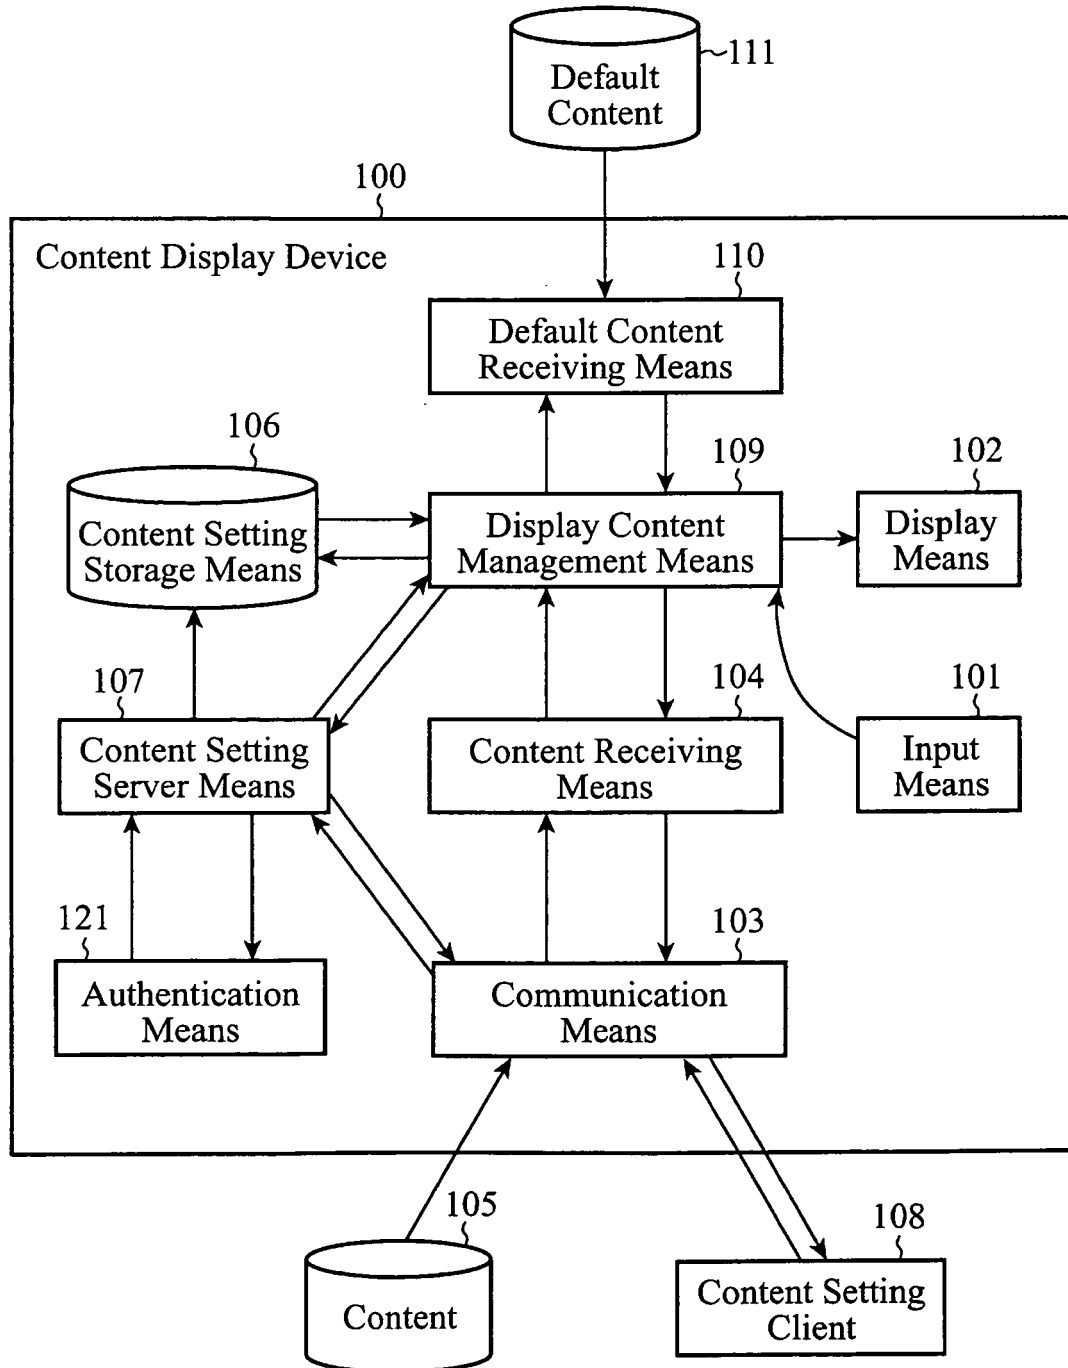 111
Default
Content
100
Content Display Device
110
Default Content
Receiving Means
106
109
102
Content Setting
Storage Means
Display Content
Management Means
Display
Means
107
104
101
Content Setting
Server Means
Content Receiving
Means
Input
Means
121
103
Authentication
Means
Communication
Means
105
108
Content
Content Setting
Client